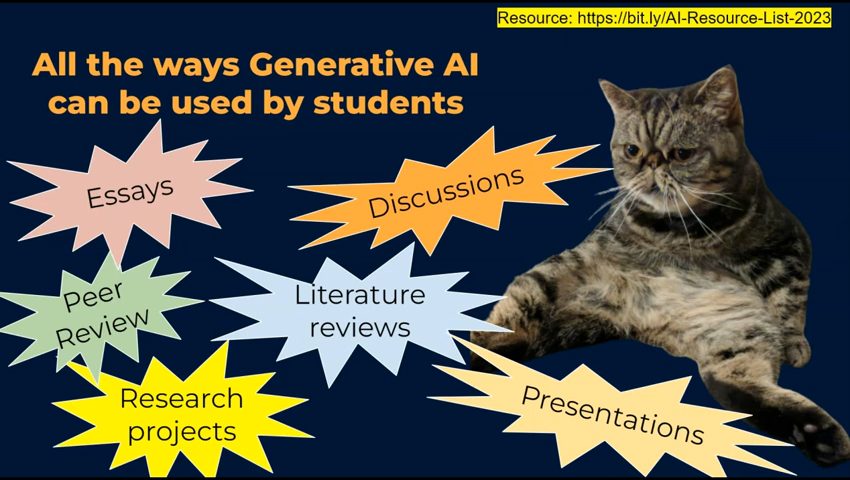 Resource: https://bit.ly/AI-Resource-List-2023
All the ways Generative AI
can be used by students
Essays
Discussions
Peer
Review
Literature
reviews
Research
projects
Presentations